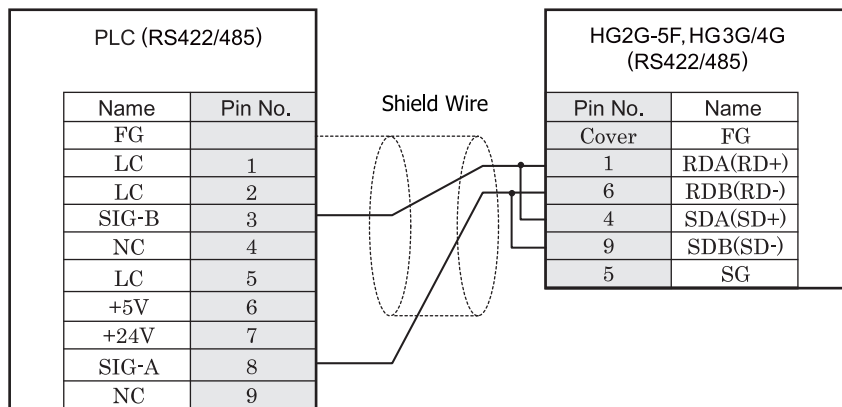 PLC (RS422/485)
Name Pin No.
FG
LC 1
LC 2
SIG-B 3
NC 4
LC 5
+5V 6
+24V 7
SIG-A 8
NC 9
Shield Wire
HG2G-5F, HG3G/4G
(RS422/485)
Pin No. Name
Cover FG
1 RDA(RD+)
6 RDB(RD-)
4 SDA(SD+)
9 SDB(SD-)
5 SG